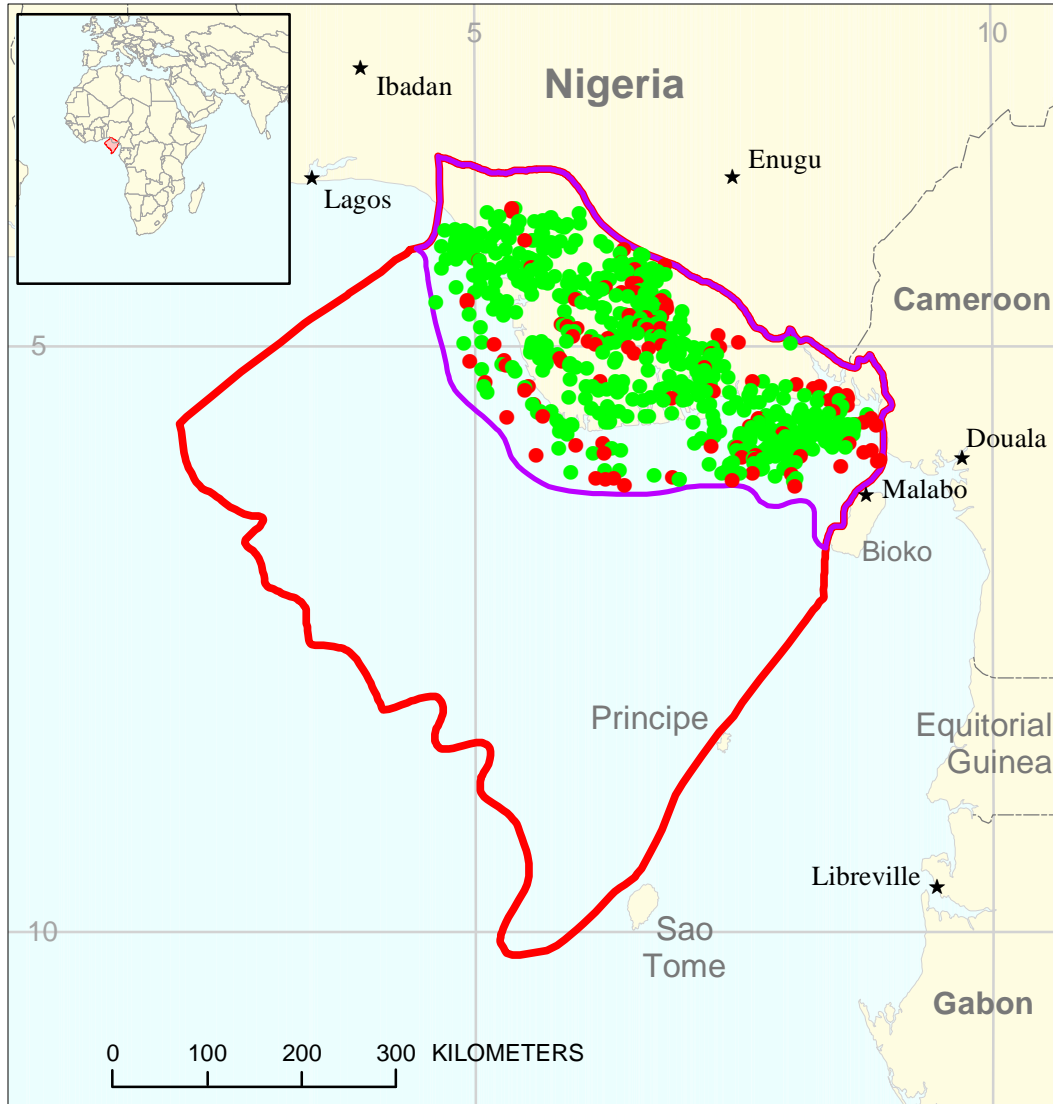 5
10
Ibadan
Nigeria
Enugu
Lagos
Cameroon
5
Douala
Malabo
Bioko
Principe
Equitorial
Guinea
Libreville
10
Sao
Tome
Gabon
0 100 200 300 KILOMETERS